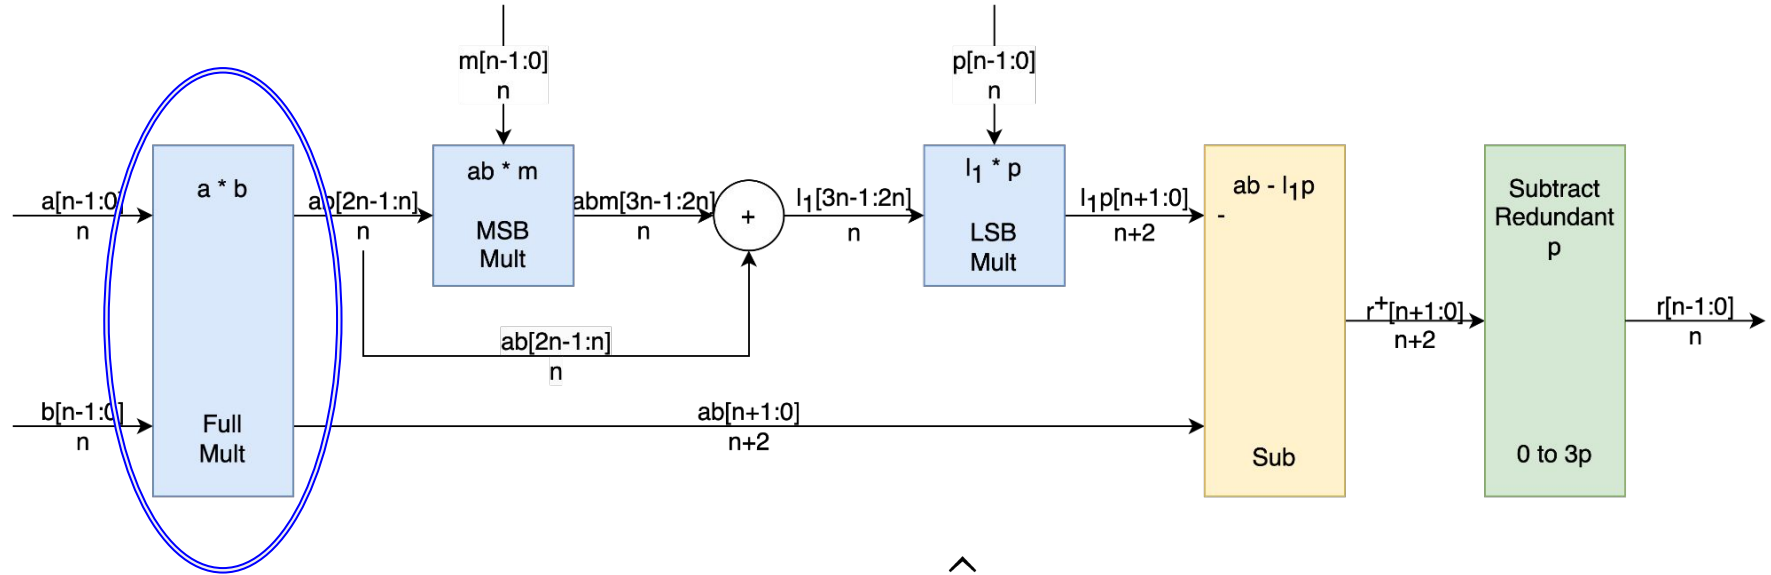 m[n-1:0]
n
p[n-1:0]
n
a[n-1:0]
n
b[n-1:0]
n
a * b
Full
Mult
ab[2n-1:n]
n
ab * m
MSB
Mult
abm[3n-1:2n]
n
ab[2n-1:n]
n
+
l₁[3n-1:2n]
n
l₁ * p
LSB
Mult
l₁p[n+1:0]
n+2
ab[n+1:0]
n+2
-
ab - l₁p
Sub
r⁺[n+1:0]
n+2
Subtract
Redundant
p
0 to 3p
r[n-1:0]
n
^